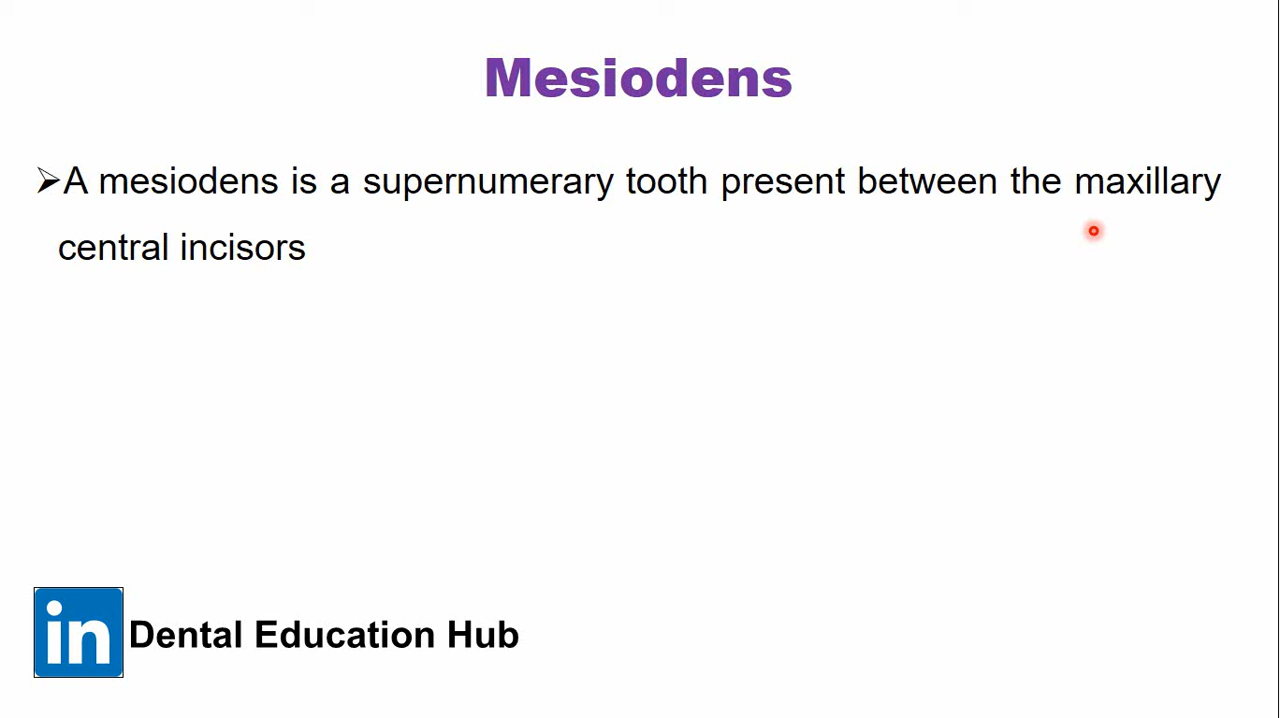 Mesiodens
➢A mesiodens is a supernumerary tooth present between the maxillary
central incisors
in Dental Education Hub